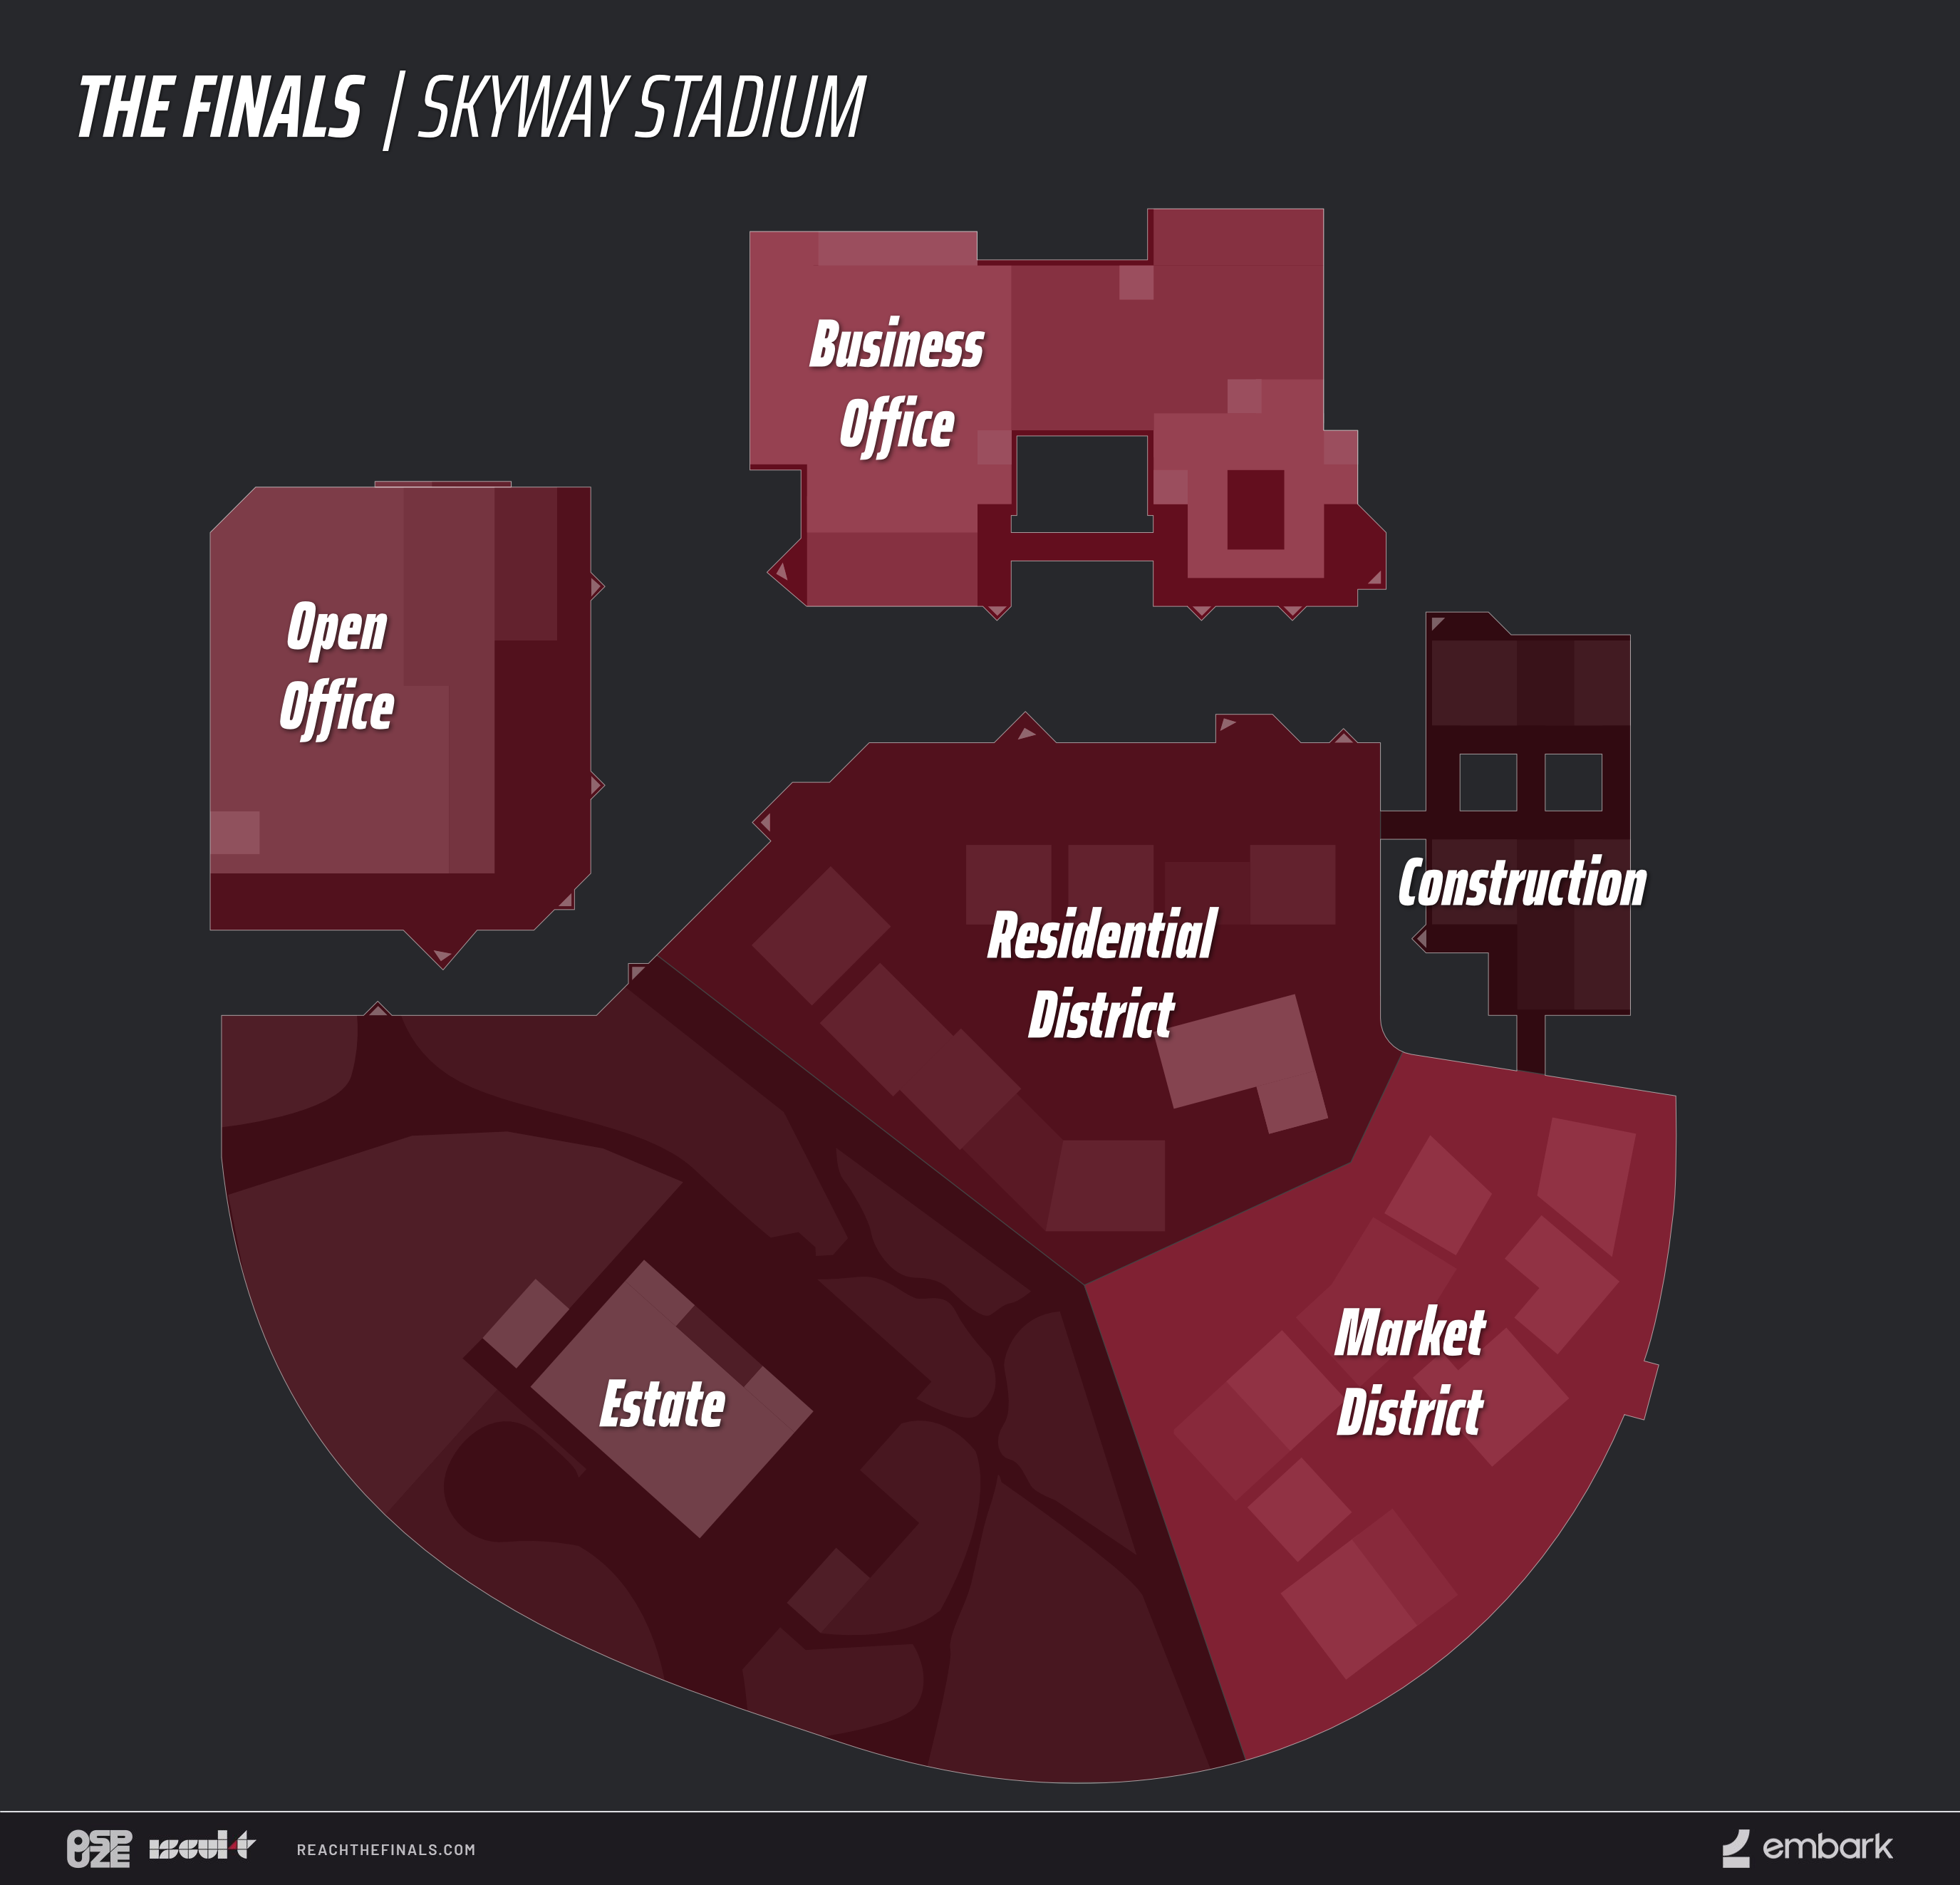 THE FINALS | SKYWAY STADIUM
Business
Office
Open
Office
Construction
Residential
District
Market
District
Estate
OSPUZE
REACHTHEFINALS.COM
embark